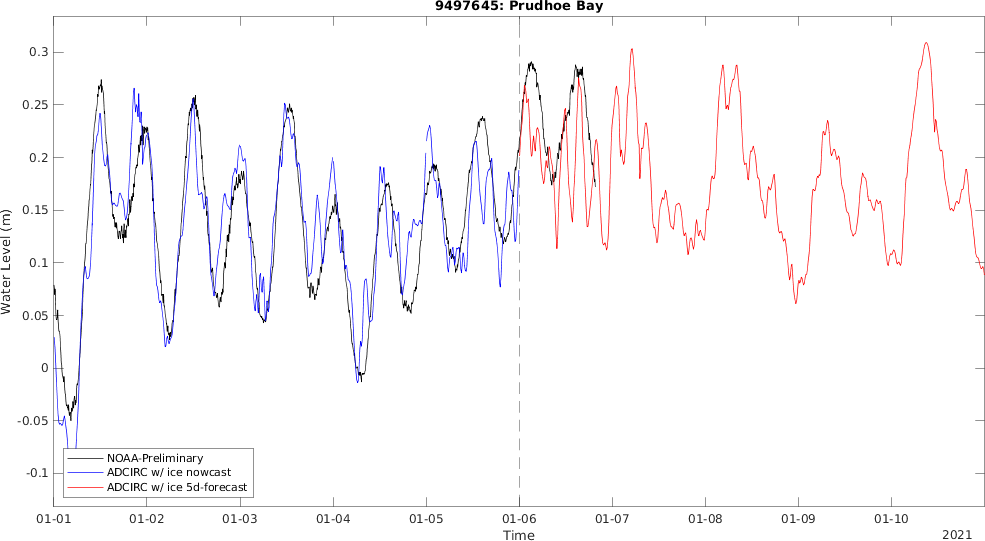 9497645: Prudhoe Bay
Water Level (m)
0.3
0.25
0.2
0.15
0.1
0.05
0
-0.05
-0.1
NOAA-Preliminary
ADCIRC w/ ice nowcast
ADCIRC w/ ice 5d-forecast
01-01 01-02 01-03 01-04 01-05 01-06 01-07 01-08 01-09 01-10
Time
2021